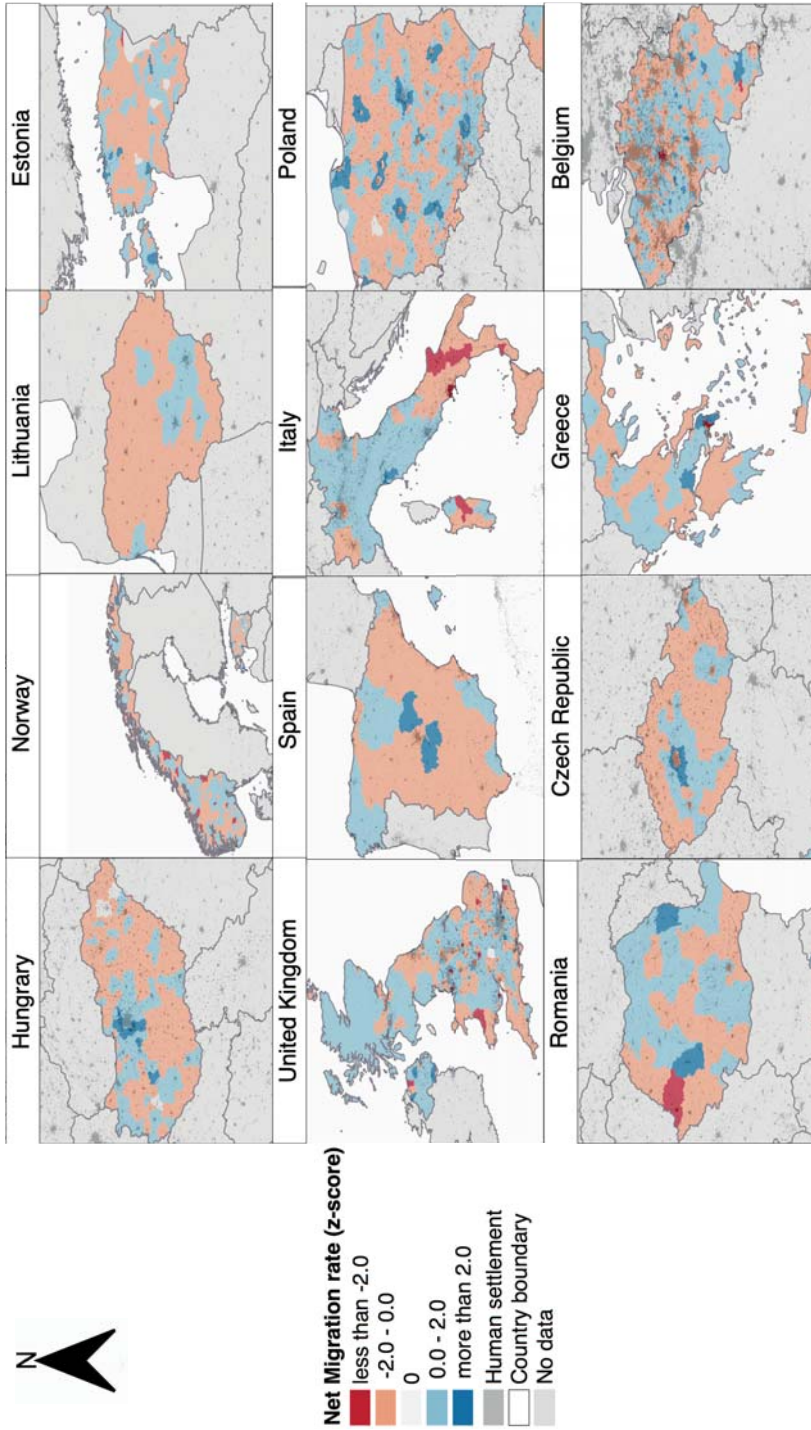 Hungrary
Norway
Lithuania
Estonia
United Kingdom
Spain
Italy
Poland
Romania
Czech Republic
Greece
Belgium
N
Net Migration rate (z-score)
less than -2.0
-2.0 - 0.0
0
0.0 - 2.0
more than 2.0
Human settlement
Country boundary
No data